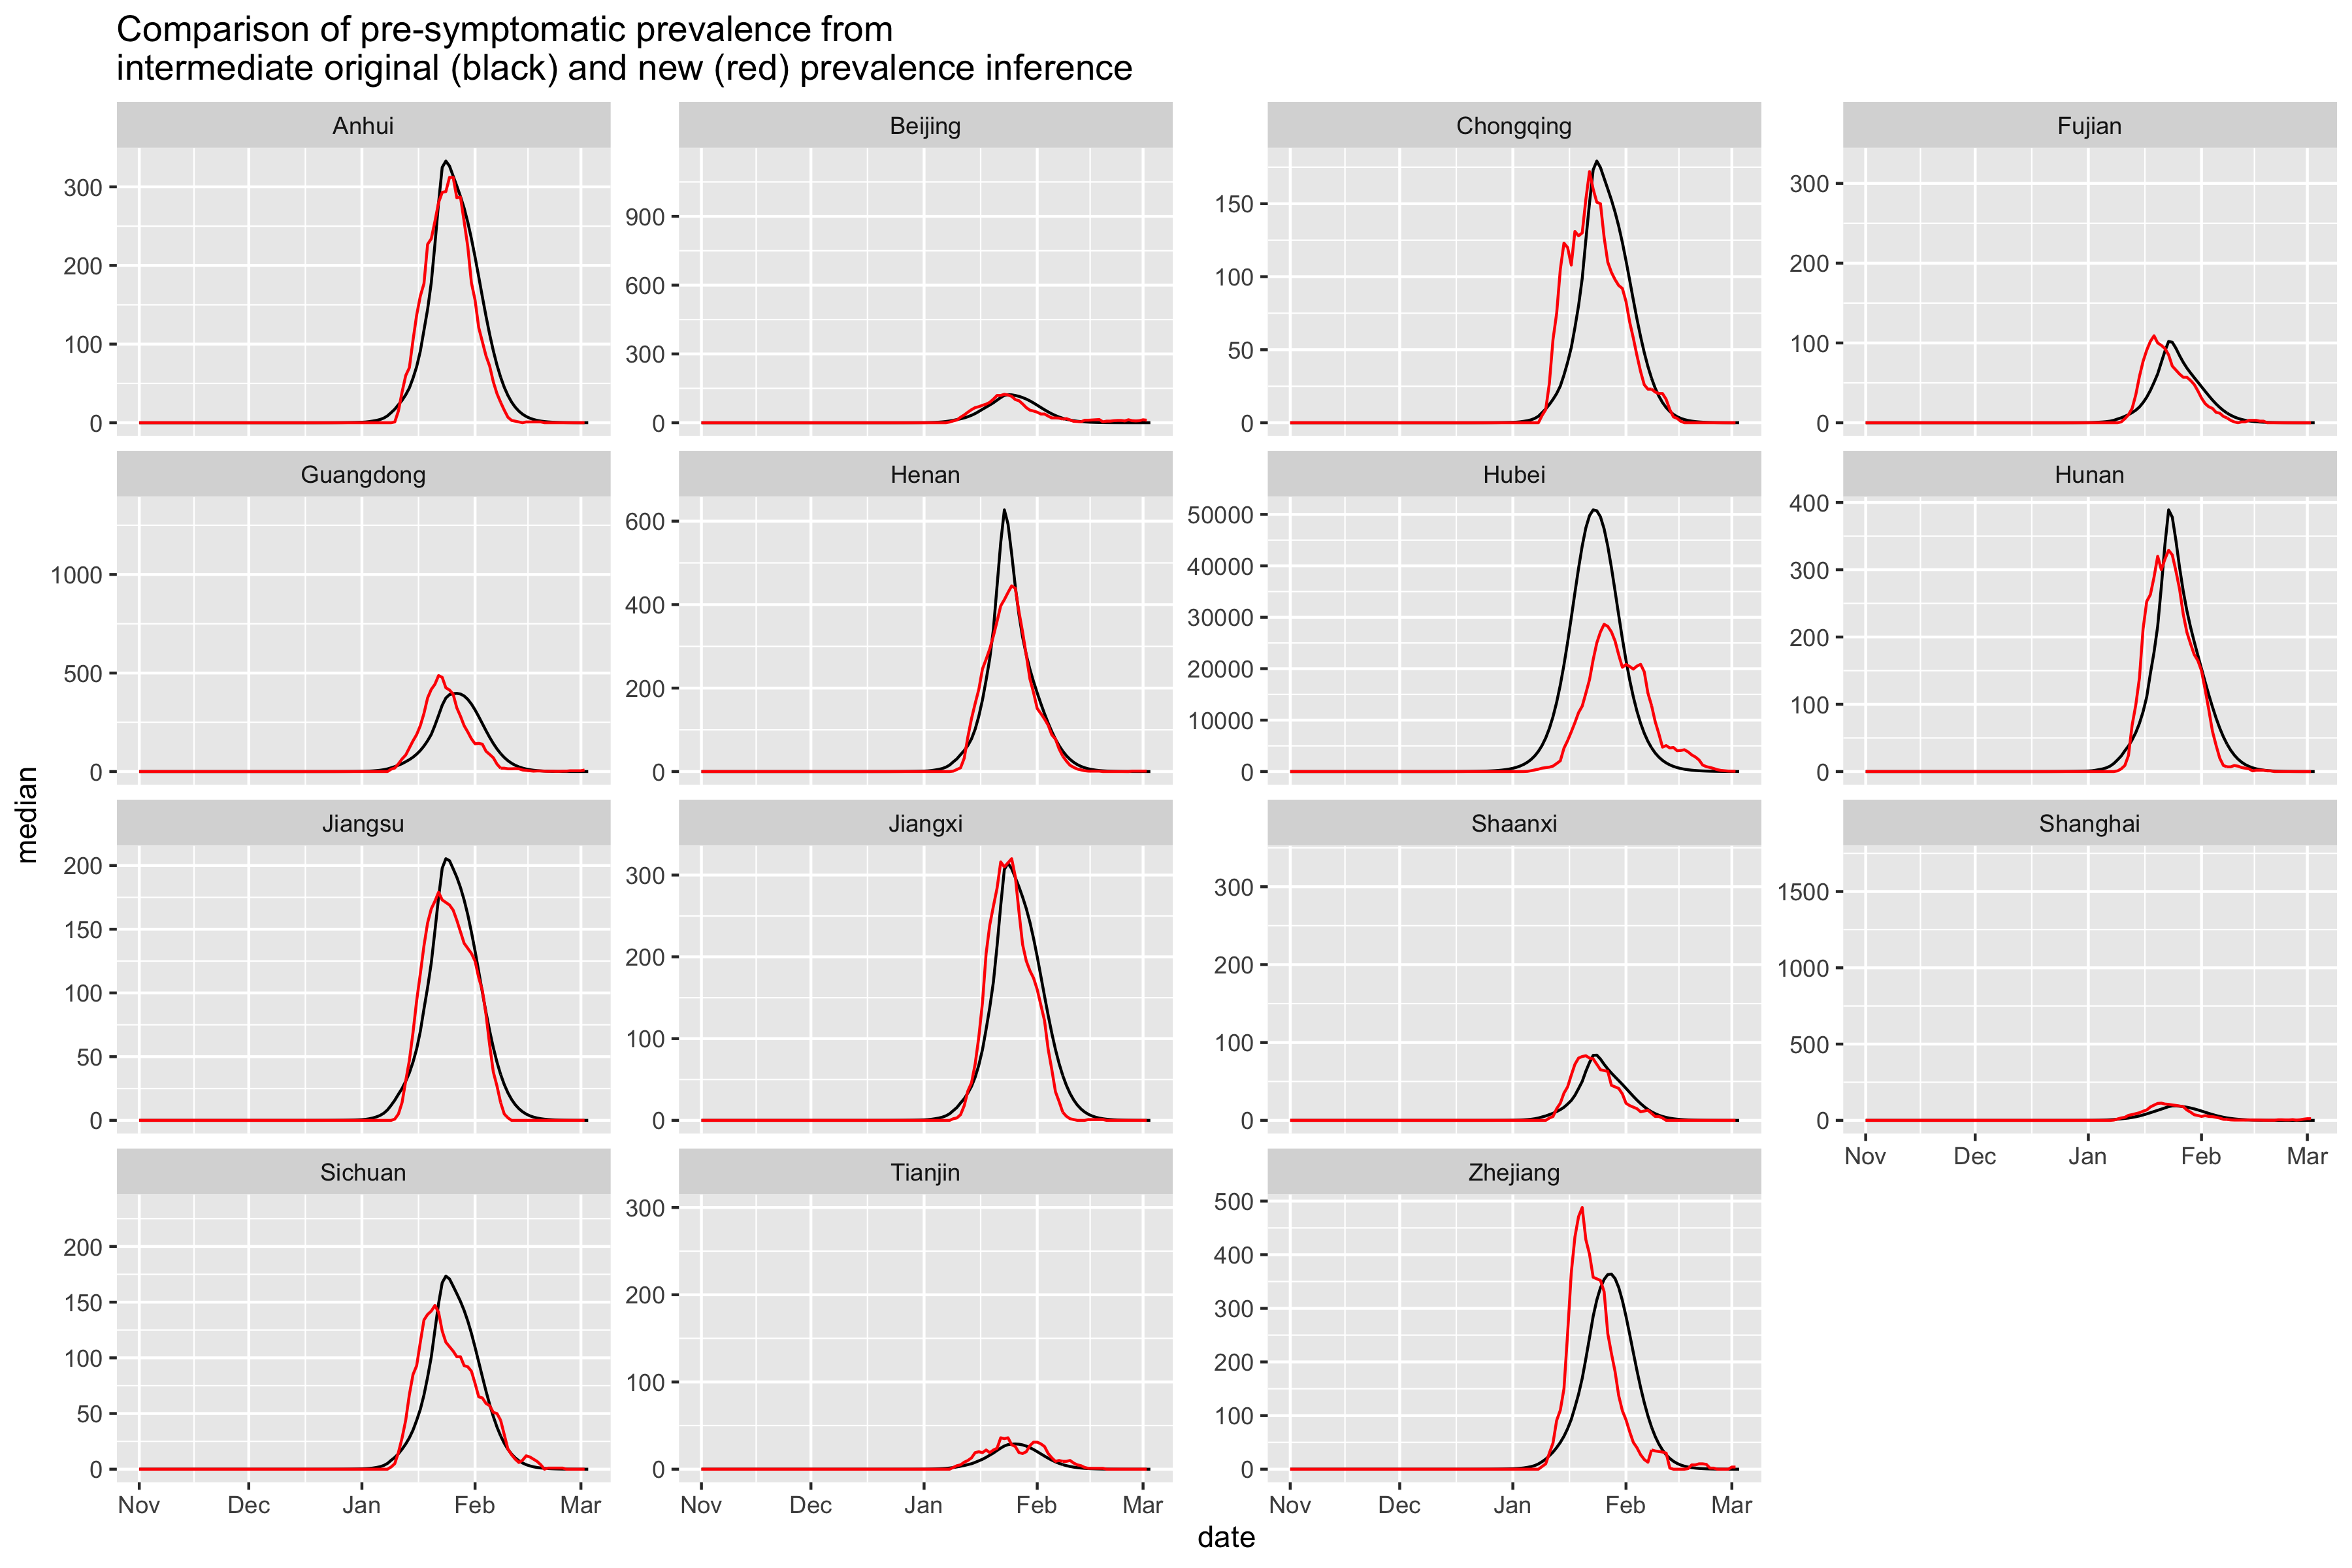 Comparison of pre-symptomatic prevalence from
intermediate original (black) and new (red) prevalence inference
Anhui
Beijing
Chongqing
Fujian
300
200
100
0
900
600
300
0
150
100
50
0
300
200
100
0
Guangdong
Henan
Hubei
Hunan
1000
500
0
600
400
200
0
50000
40000
30000
20000
10000
0
400
300
200
100
0
median
Jiangsu
Jiangxi
Shaanxi
Shanghai
200
150
100
50
0
300
200
100
0
300
200
100
0
1500
1000
500
0
Nov Dec Jan Feb Mar
Sichuan
Tianjin
Zhejiang
200
150
100
50
0
300
200
100
0
500
400
300
200
100
0
Nov Dec Jan Feb Mar
Nov Dec Jan Feb Mar
Nov Dec Jan Feb Mar
date